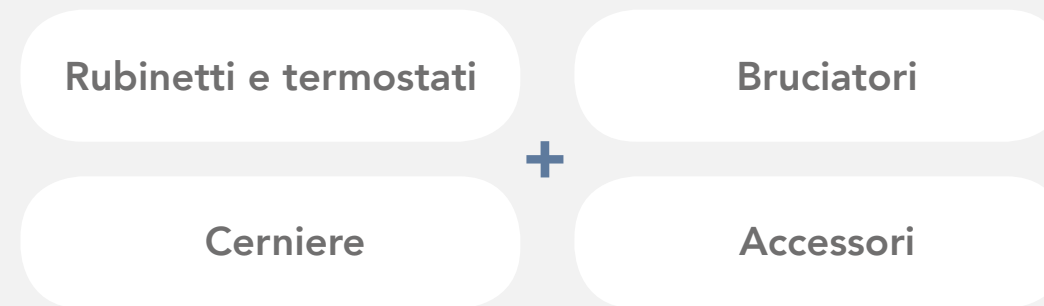 Rubinetti e termostati
Bruciatori
+
Cerniere
Accessori